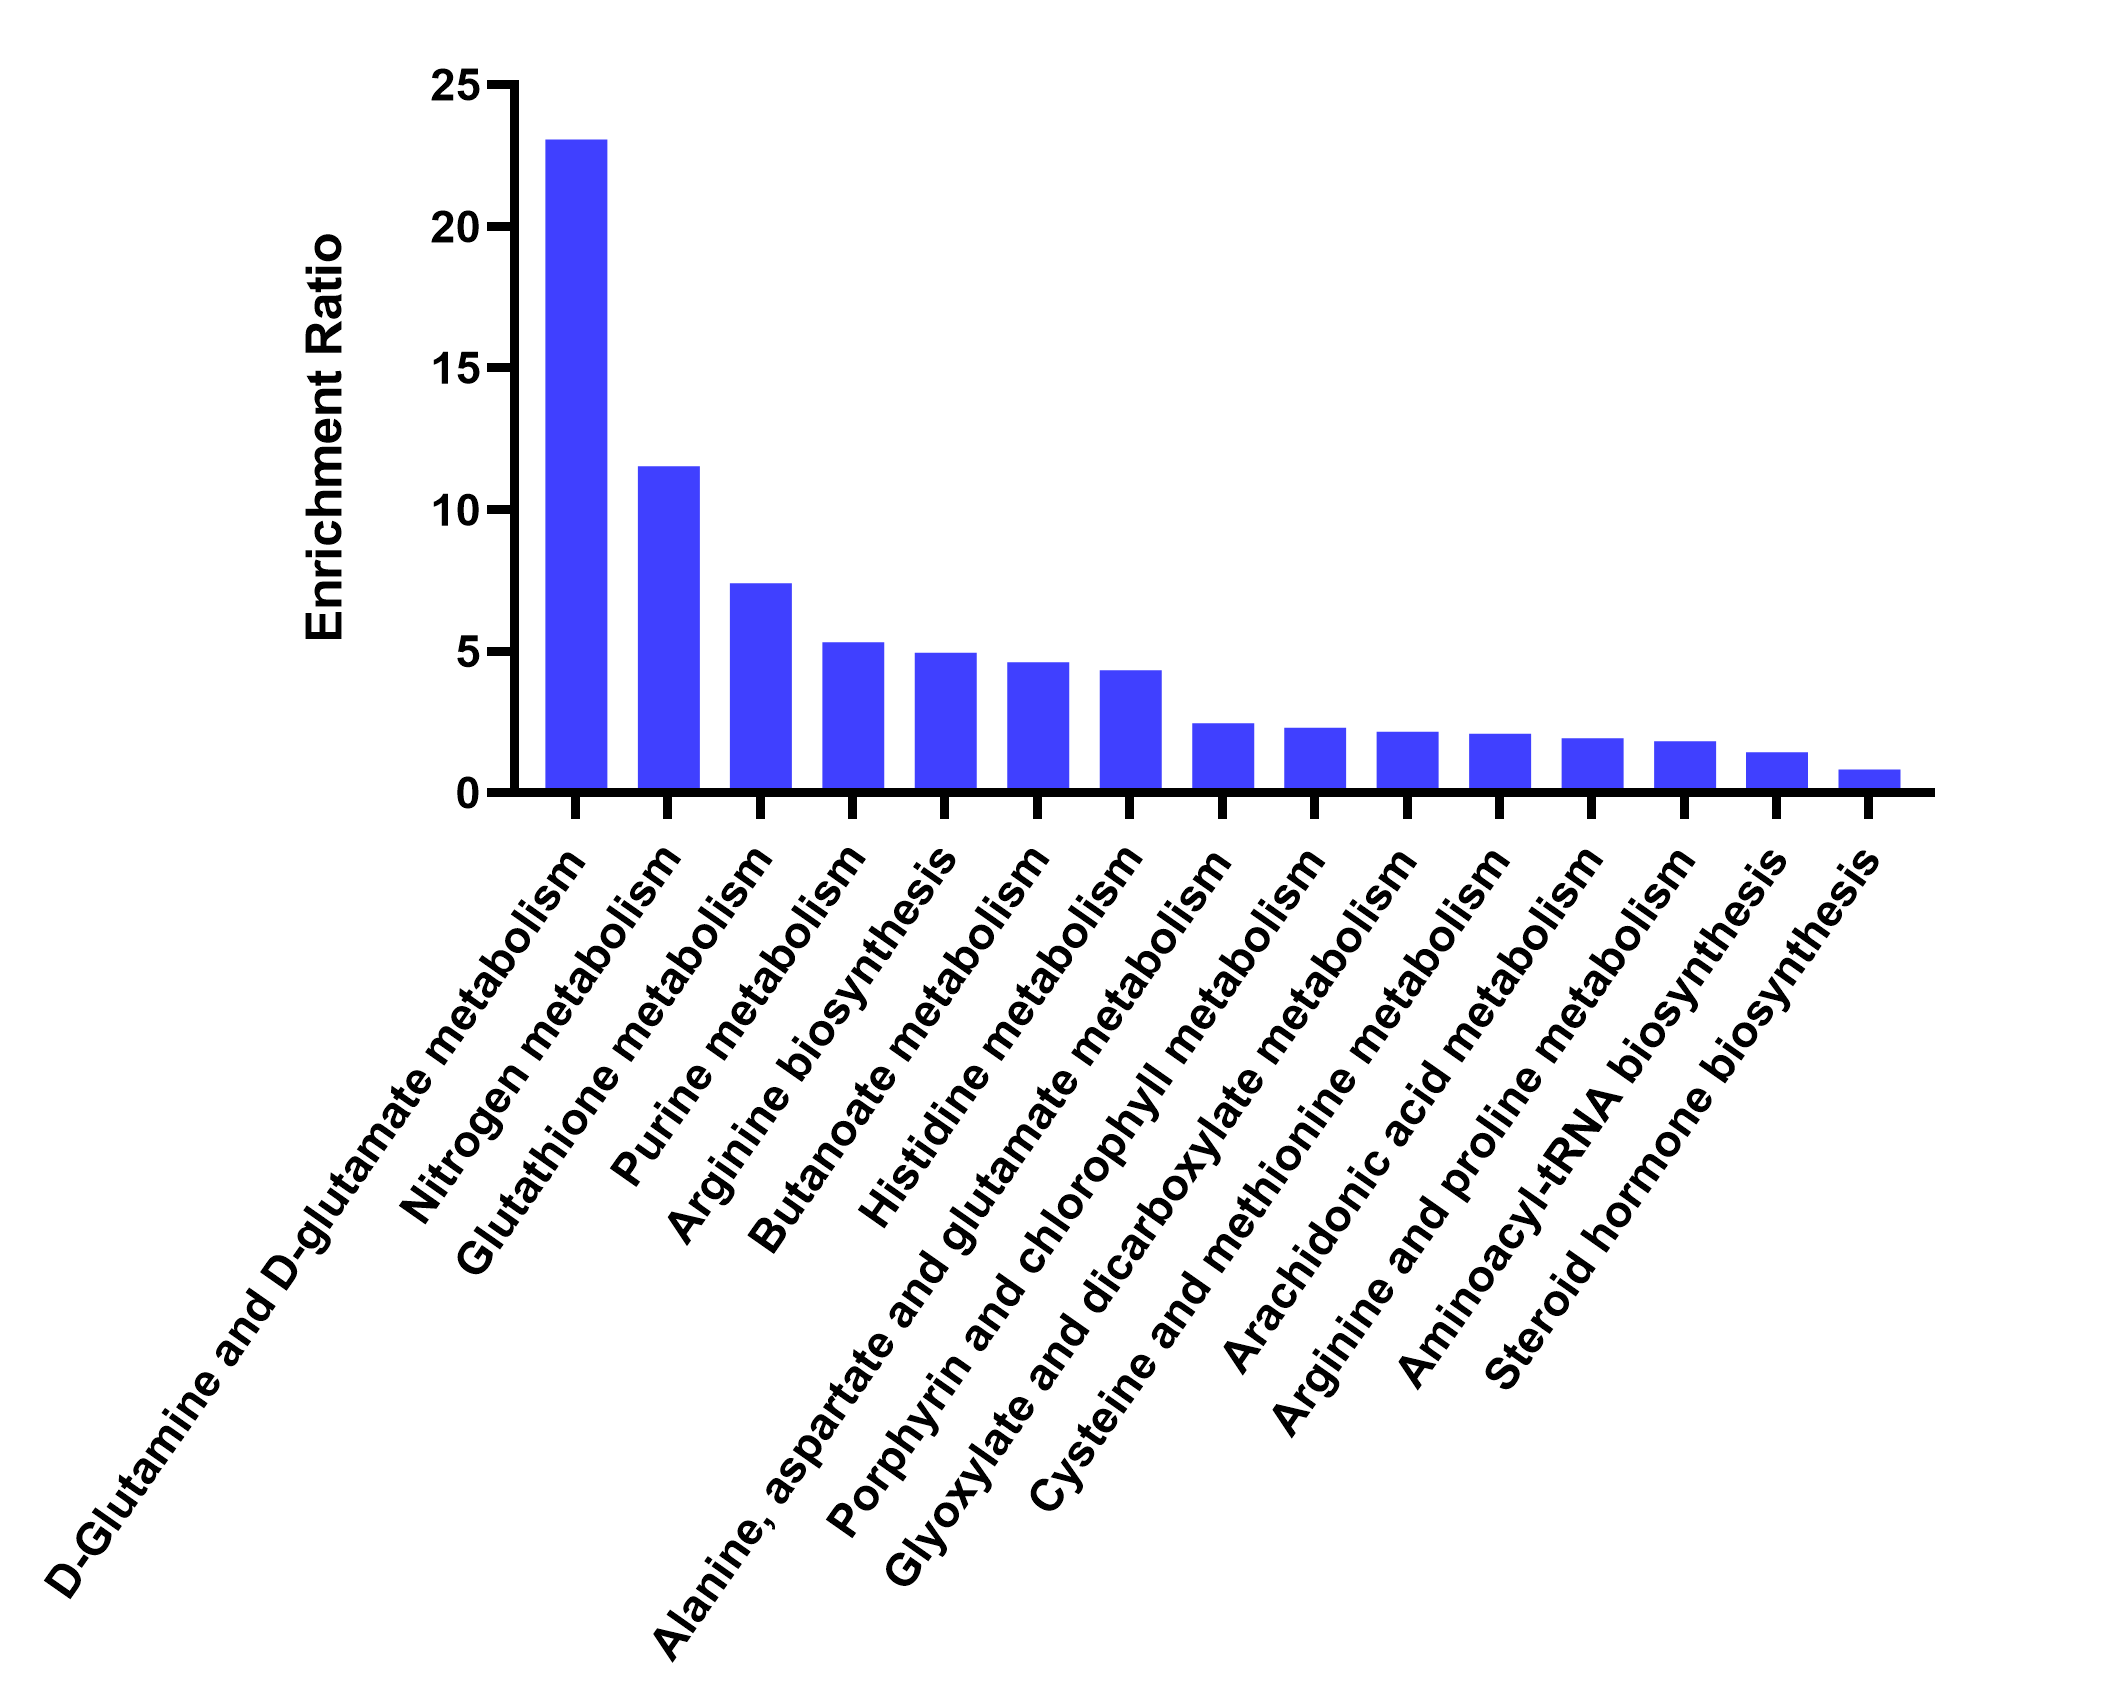 Enrichment Ratio
25
20
15
10
5
0
D-Glutamine and D-glutamate metabolism
Nitrogen metabolism
Glutathione metabolism
Purine metabolism
Arginine biosynthesis
Butanoate metabolism
Histidine metabolism
Alanine, aspartate and glutamate metabolism
Porphyrin and chlorophyll metabolism
Glyoxylate and dicarboxylate metabolism
Cysteine and methionine metabolism
Arachidonic acid metabolism
Arginine and proline metabolism
Aminoacyl-tRNA biosynthesis
Steroid hormone biosynthesis